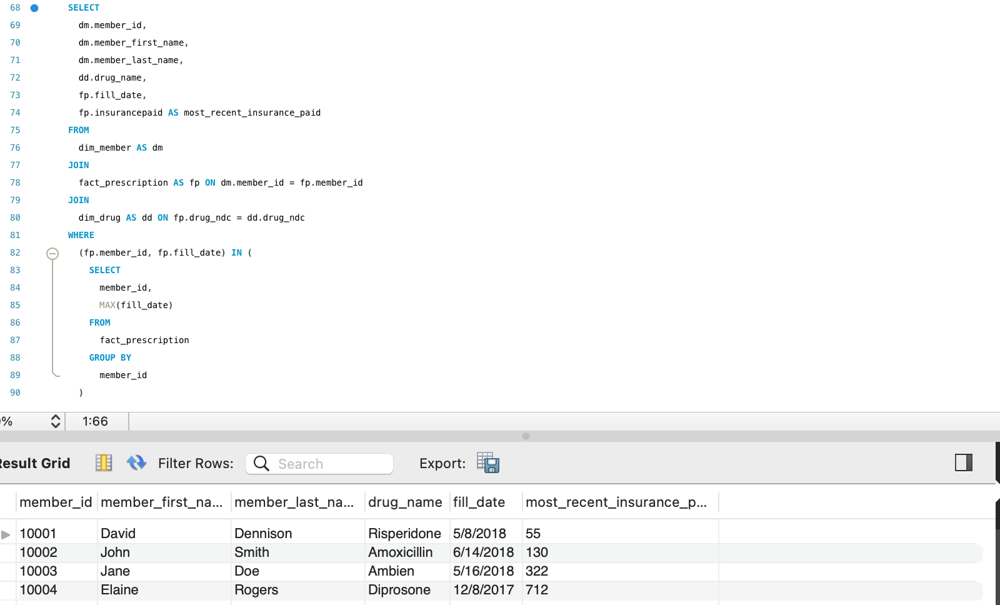 68 SELECT
69 dm.member_id,
70 dm.member_first_name,
71 dm.member_last_name,
72 dd.drug_name,
73 fp.fill_date,
74 fp.insurancepaid AS most_recent_insurance_paid
75 FROM
76 dim_member AS dm
77 JOIN
78 fact_prescription AS fp ON dm.member_id = fp.member_id
79 JOIN
80 dim_drug AS dd ON fp.drug_ndc = dd.drug_ndc
81 WHERE
82 (fp.member_id, fp.fill_date) IN (
83 SELECT
84 member_id,
85 MAX(fill_date)
86 FROM
87 fact_prescription
88 GROUP BY
89 member_id
90 )
% 1:66
Result Grid Filter Rows: Search Export:
member_id member_first_na... member_last_na... drug_name fill_date most_recent_insurance_p...
10001 David Dennison Risperidone 5/8/2018 55
10002 John Smith Amoxicillin 6/14/2018 130
10003 Jane Doe Ambien 5/16/2018 322
10004 Elaine Rogers Diprosone 12/8/2017 712